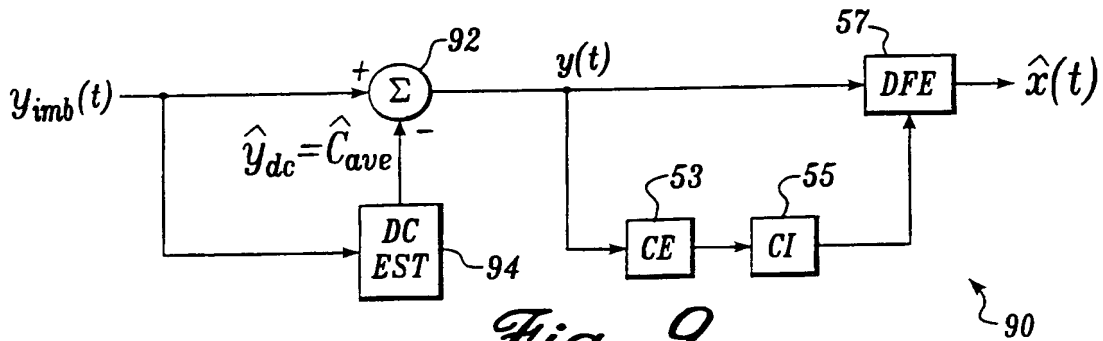 92
57
y_imb(t)
+
Σ
y(t)
DFE
x̂(t)
−
ŷ_dc=Ĉ_ave
53
55
DC
EST
94
CE
CI
Fig. 9
90